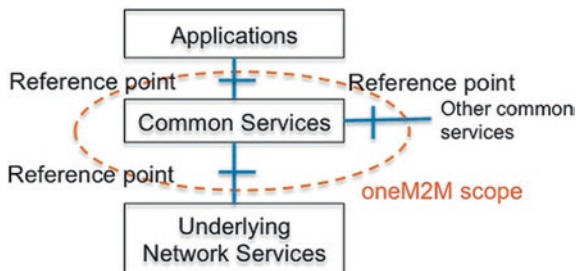 Applications
Reference point
Reference point
Common Services
Other common
services
Reference point
oneM2M scope
Underlying
Network Services